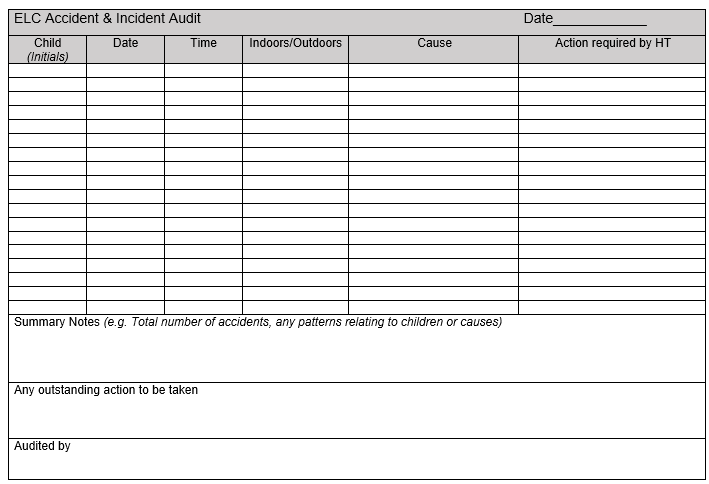 ELC Accident & Incident Audit Date____________
Child Date Time Indoors/Outdoors Cause Action required by HT
(Initials)
Summary Notes (e.g. Total number of accidents, any patterns relating to children or causes)
Any outstanding action to be taken
Audited by